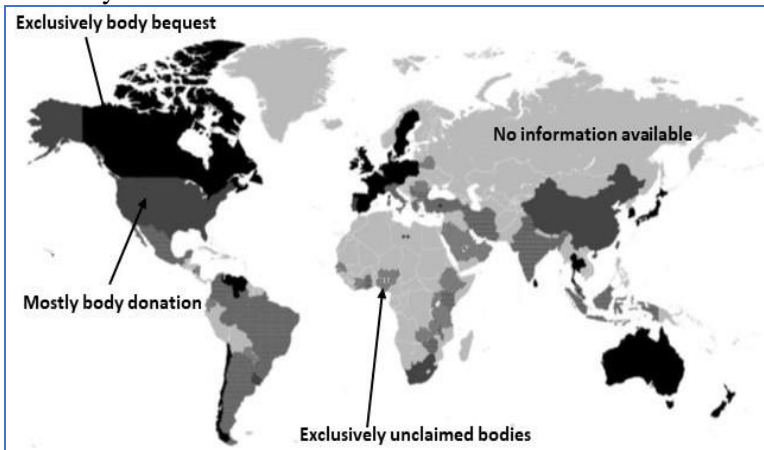 Exclusively body bequest
No information available
Mostly body donation
Exclusively unclaimed bodies